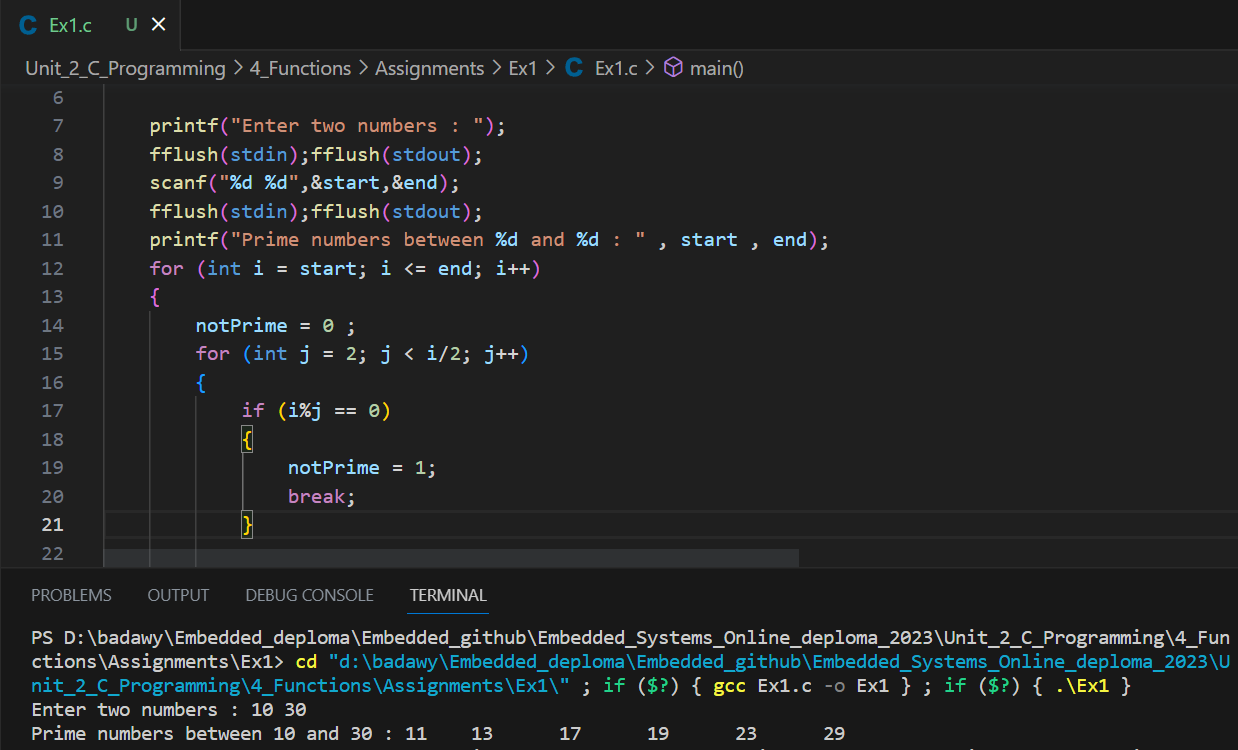 C Ex1.c U ×
Unit_2_C_Programming > 4_Functions > Assignments > Ex1 > C Ex1.c > main()
6
7 printf("Enter two numbers : ");
8 fflush(stdin);fflush(stdout);
9 scanf("%d %d",&start,&end);
10 fflush(stdin);fflush(stdout);
11 printf("Prime numbers between %d and %d : " , start , end);
12 for (int i = start; i <= end; i++)
13 {
14 notPrime = 0 ;
15 for (int j = 2; j < i/2; j++)
16 {
17 if (i%j == 0)
18 {
19 notPrime = 1;
20 break;
21 }
22
PROBLEMS OUTPUT DEBUG CONSOLE TERMINAL
PS D:\badawy\Embedded_deploma\Embedded_github\Embedded_Systems_Online_deploma_2023\Unit_2_C_Programming\4_Fun
ctions\Assignments\Ex1> cd "d:\badawy\Embedded_deploma\Embedded_github\Embedded_Systems_Online_deploma_2023\U
nit_2_C_Programming\4_Functions\Assignments\Ex1\" ; if ($?) { gcc Ex1.c -o Ex1 } ; if ($?) { .\Ex1 }
Enter two numbers : 10 30
Prime numbers between 10 and 30 : 11 13 17 19 23 29